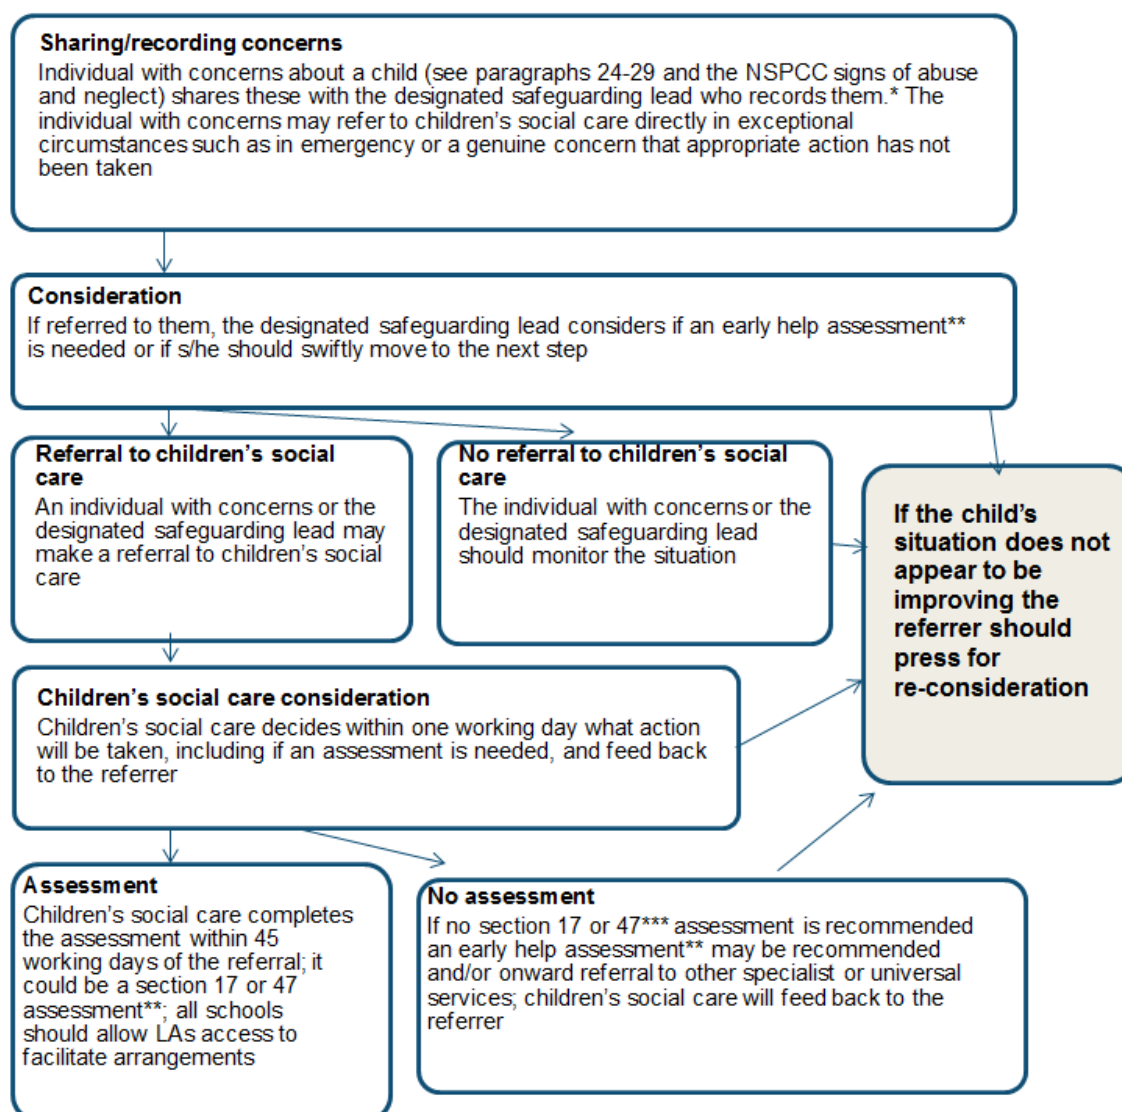 Sharing/recording concerns
Individual with concerns about a child (see paragraphs 24-29 and the NSPCC signs of abuse
and neglect) shares these with the designated safeguarding lead who records them.* The
individual with concerns may refer to children's social care directly in exceptional
circumstances such as in emergency or a genuine concern that appropriate action has not
been taken
Consideration
If referred to them, the designated safeguarding lead considers if an early help assessment**
is needed or if s/he should swiftly move to the next step
Referral to children's social
care
An individual with concerns or the
designated safeguarding lead may
make a referral to children's social
care
No referral to children's social
care
The individual with concerns or the
designated safeguarding lead
should monitor the situation
If the child's
situation does not
appear to be
improving the
referrer should
press for
re-consideration
Children's social care consideration
Children's social care decides within one working day what action
will be taken, including if an assessment is needed, and feed back
to the referrer
Assessment
Children's social care completes
the assessment within 45
working days of the referral; it
could be a section 17 or 47
assessment**; all schools
should allow LAs access to
facilitate arrangements
No assessment
If no section 17 or 47*** assessment is recommended
an early help assessment** may be recommended
and/or onward referral to other specialist or universal
services; children's social care will feed back to the
referrer